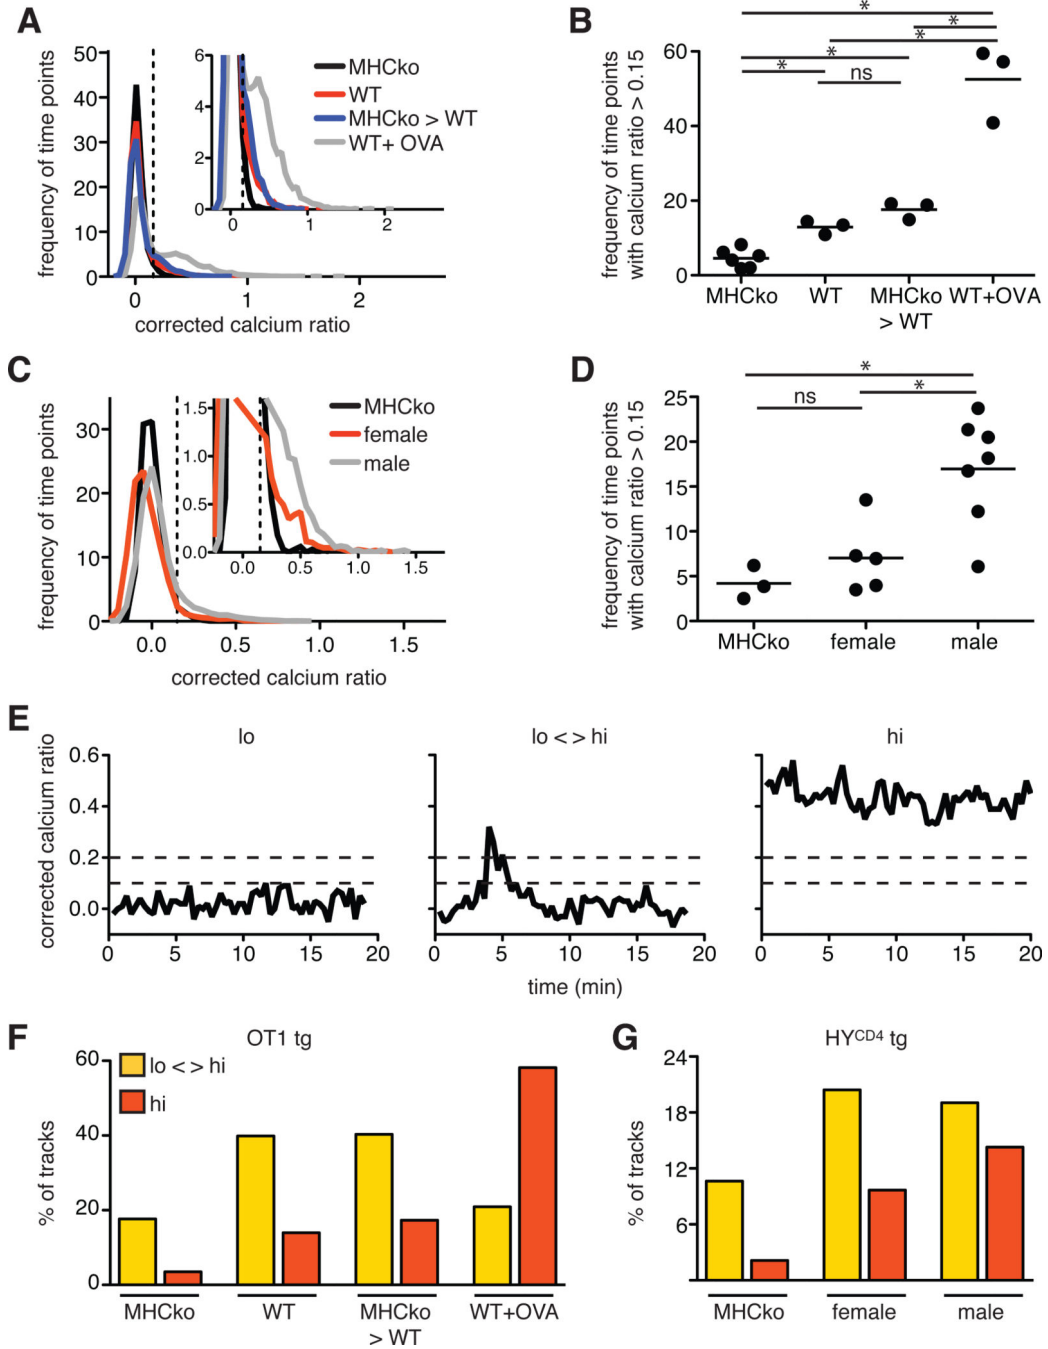 A
frequency of time points
50
40
30
20
10
0
0
1
2
corrected calcium ratio
6
4
2
0
0
1
2
MHCko
WT
MHCko > WT
WT+ OVA
B
frequency of time points
with calcium ratio > 0.15
60
40
20
0
*
*
*
*
*
ns
MHCko
WT
MHCko
> WT
WT+OVA
C
frequency of time points
30
20
10
0
0.0
0.5
1.0
1.5
corrected calcium ratio
1.5
1.0
0.5
0.0
0.0
0.5
1.0
1.5
MHCko
female
male
D
frequency of time points
with calcium ratio > 0.15
25
20
15
10
5
0
*
ns
*
MHCko
female
male
E
corrected calcium ratio
lo
lo < > hi
hi
0.6
0.4
0.2
0.0
0
5
10
15
20
0
5
10
15
20
0
5
10
15
20
time (min)
F
OT1 tg
% of tracks
60
40
20
0
lo < > hi
hi
MHCko
WT
MHCko
> WT
WT+OVA
G
HYCD4 tg
% of tracks
24
18
12
6
MHCko
female
male